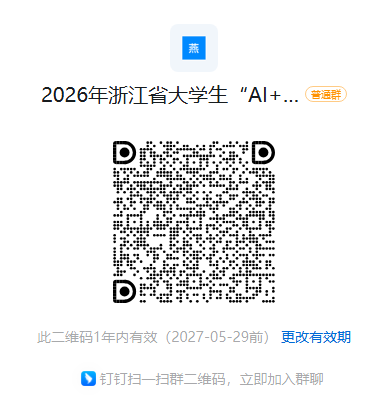 燕
2026年浙江省大学生“AI+... 普通群
此二维码1年内有效（2027-05-29前） 更改有效期
钉钉扫一扫群二维码，立即加入群聊